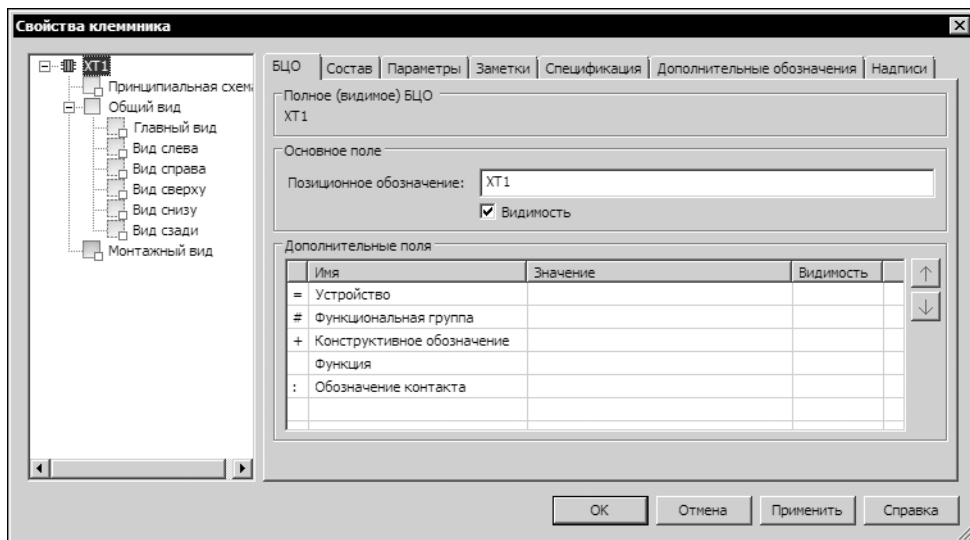 Свойства клеммника
XT1
Принципиальная схем
Общий вид
Главный вид
Вид слева
Вид справа
Вид сверху
Вид снизу
Вид сзади
Монтажный вид
БЦО Состав Параметры Заметки Спецификация Дополнительные обозначения Надписи
Полное (видимое) БЦО
XT1
Основное поле
Позиционное обозначение: XT1
Видимость
Дополнительные поля
Имя Значение Видимость
= Устройство
# Функциональная группа
+ Конструктивное обозначение
Функция
: Обозначение контакта
OK Отмена Применить Справка